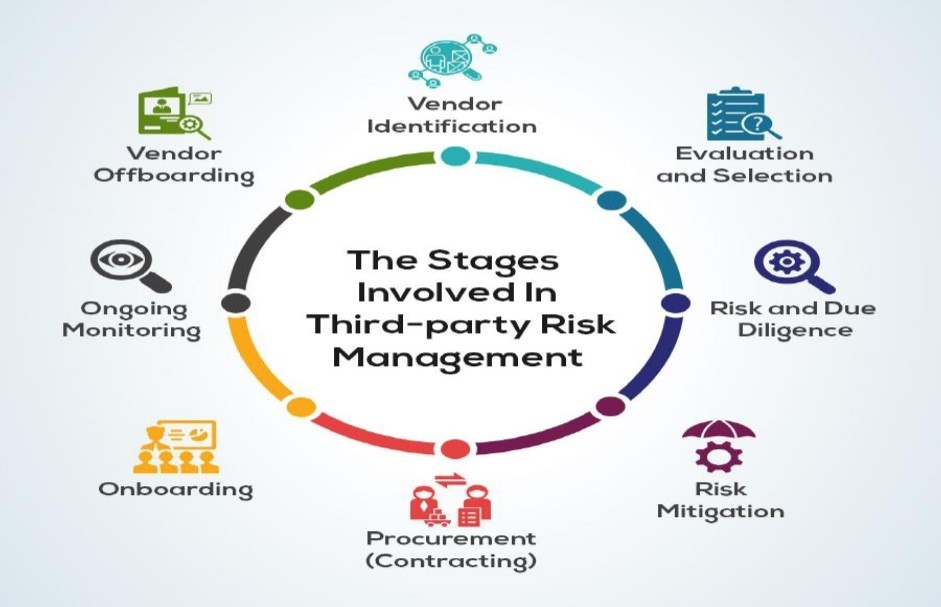 The Stages
Involved In
Third-party Risk
Management
Vendor
Identification
Evaluation
and Selection
Risk and Due
Diligence
Risk
Mitigation
Procurement
(Contracting)
Onboarding
Ongoing
Monitoring
Vendor
Offboarding
?